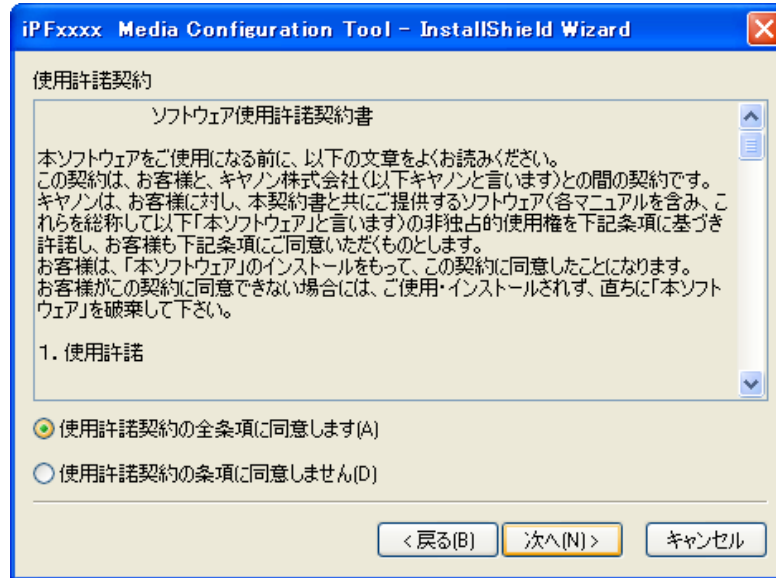 iPFxxxx Media Configuration Tool - InstallShield Wizard
使用許諾契約
ソフトウェア使用許諾契約書
本ソフトウェアをご使用になる前に、以下の文章をよくお読みください。
この契約は、お客様と、キヤノン株式会社(以下キヤノンと言います)との間の契約です。
キヤノンは、お客様に対し、本契約書と共にご提供するソフトウェア(各マニュアルを含み、こ
れらを総称して以下「本ソフトウェア」と言います)の非独占的使用権を下記条項に基づき
許諾し、お客様も下記条項にご同意いただくものとします。
お客様は、「本ソフトウェア」のインストールをもって、この契約に同意したことになります。
お客様がこの契約に同意できない場合には、ご使用・インストールされず、直ちに「本ソフト
ウェア」を破棄して下さい。
1. 使用許諾
使用許諾契約の全条項に同意します(A)
使用許諾契約の条項に同意しません(D)
< 戻る(B) 次へ(N) > キャンセル